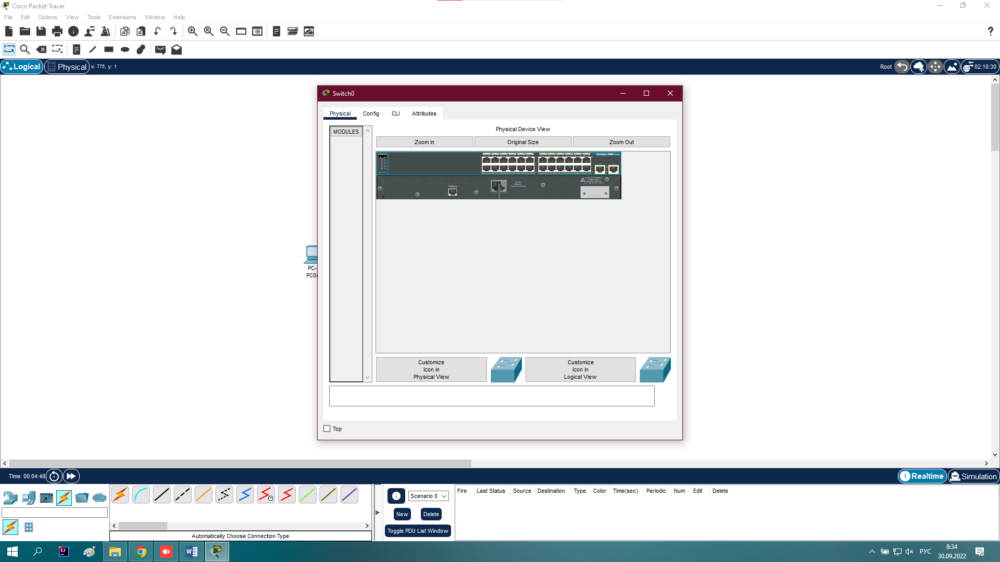 Cisco Packet Tracer
File Edit Options View Tools Extensions Window Help
Logical Physical x: 775, y: 1 Root 02:10:30
Switch0
Physical Config CLI Attributes
MODULES
Physical Device View
Zoom In Original Size Zoom Out
Catalyst 2960 Series
CONSOLE
PC-
PC0
Customize
Icon in
Physical View
Customize
Icon in
Logical View
Top
Time: 00:04:48 Realtime Simulation
Scenario 0
New Delete
Toggle PDU List Window
Fire Last Status Source Destination Type Color Time(sec) Periodic Num Edit Delete
Automatically Choose Connection Type
РУС
8:34
30.09.2022